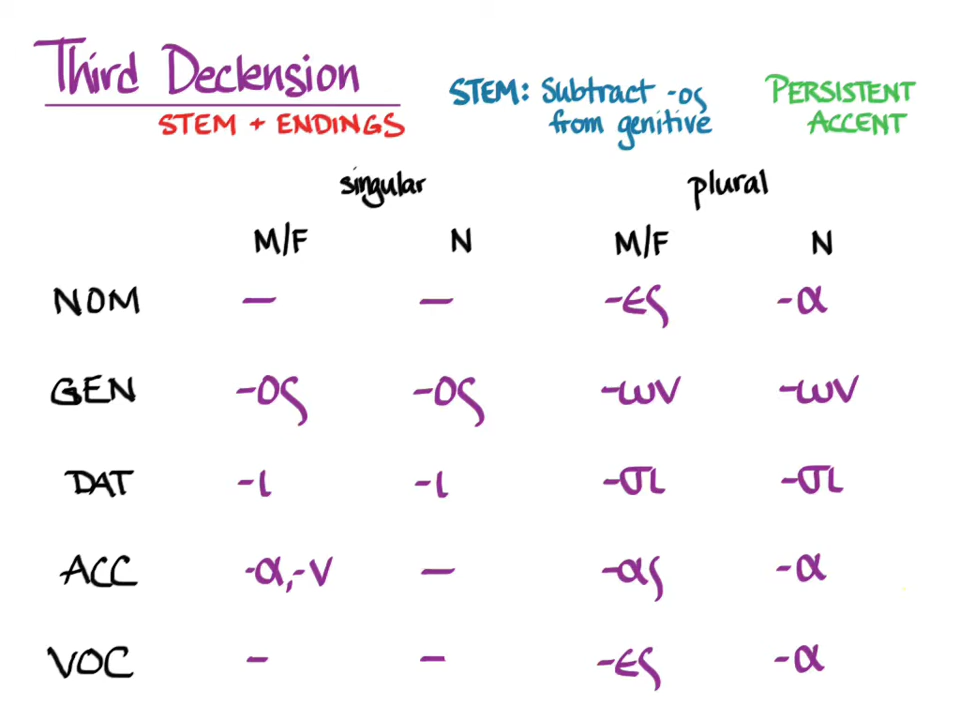 Third Declension
STEM + ENDINGS
STEM: Subtract -ος
from genitive
PERSISTENT
ACCENT
singular plural
M/F N M/F N
NOM — — -ες -α
GEN -ος -ος -ων -ων
DAT -ι -ι -σι -σι
ACC -α, -ν — -ας -α
VOC - - -ες -α